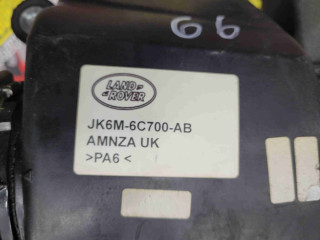 66
LAND
ROVER
JK6M-6C700-AB
AMNZA UK
>PA6<